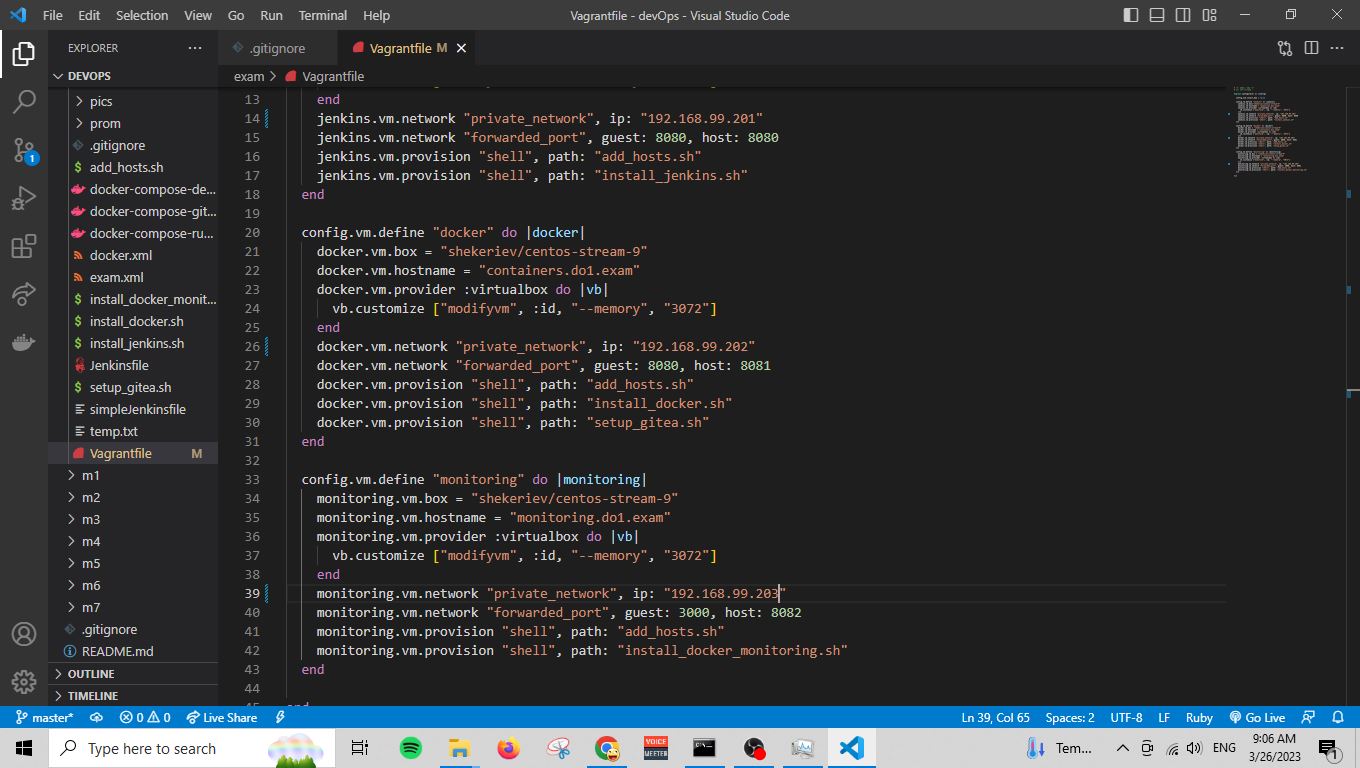 File Edit Selection View Go Run Terminal Help
Vagrantfile - devOps - Visual Studio Code
EXPLORER
DEVOPS
pics
prom
.gitignore
add_hosts.sh
docker-compose-de...
docker-compose-git...
docker-compose-ru...
docker.xml
exam.xml
install_docker_monit...
install_docker.sh
install_jenkins.sh
Jenkinsfile
setup_gitea.sh
simpleJenkinsfile
temp.txt
Vagrantfile M
m1
m2
m3
m4
m5
m6
m7
.gitignore
README.md
OUTLINE
TIMELINE
1
.gitignore
Vagrantfile M
exam > Vagrantfile
13 end
14 jenkins.vm.network "private_network", ip: "192.168.99.201"
15 jenkins.vm.network "forwarded_port", guest: 8080, host: 8080
16 jenkins.vm.provision "shell", path: "add_hosts.sh"
17 jenkins.vm.provision "shell", path: "install_jenkins.sh"
18 end
19
20 config.vm.define "docker" do |docker|
21 docker.vm.box = "shekeriev/centos-stream-9"
22 docker.vm.hostname = "containers.do1.exam"
23 docker.vm.provider :virtualbox do |vb|
24 vb.customize ["modifyvm", :id, "--memory", "3072"]
25 end
26 docker.vm.network "private_network", ip: "192.168.99.202"
27 docker.vm.network "forwarded_port", guest: 8080, host: 8081
28 docker.vm.provision "shell", path: "add_hosts.sh"
29 docker.vm.provision "shell", path: "install_docker.sh"
30 docker.vm.provision "shell", path: "setup_gitea.sh"
31 end
32
33 config.vm.define "monitoring" do |monitoring|
34 monitoring.vm.box = "shekeriev/centos-stream-9"
35 monitoring.vm.hostname = "monitoring.do1.exam"
36 monitoring.vm.provider :virtualbox do |vb|
37 vb.customize ["modifyvm", :id, "--memory", "3072"]
38 end
39 monitoring.vm.network "private_network", ip: "192.168.99.203"
40 monitoring.vm.network "forwarded_port", guest: 3000, host: 8082
41 monitoring.vm.provision "shell", path: "add_hosts.sh"
42 monitoring.vm.provision "shell", path: "install_docker_monitoring.sh"
43 end
44
master* 0 0 Live Share
Ln 39, Col 65 Spaces: 2 UTF-8 LF Ruby Go Live
Type here to search
VOICE
MEETER
Tem... ENG
9:06 AM
3/26/2023
1